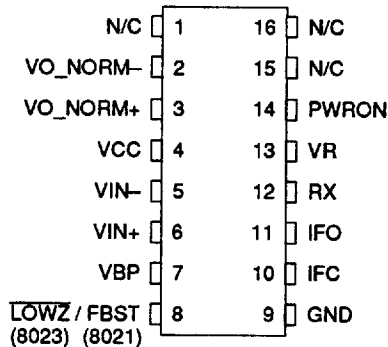 N/C 1 16 N/C
VO_NORM– 2 15 N/C
VO_NORM+ 3 14 PWRON
VCC 4 13 VR
VIN– 5 12 RX
VIN+ 6 11 IFO
VBP 7 10 IFC
LOWZ / FBST 8 9 GND
(8023) (8021)